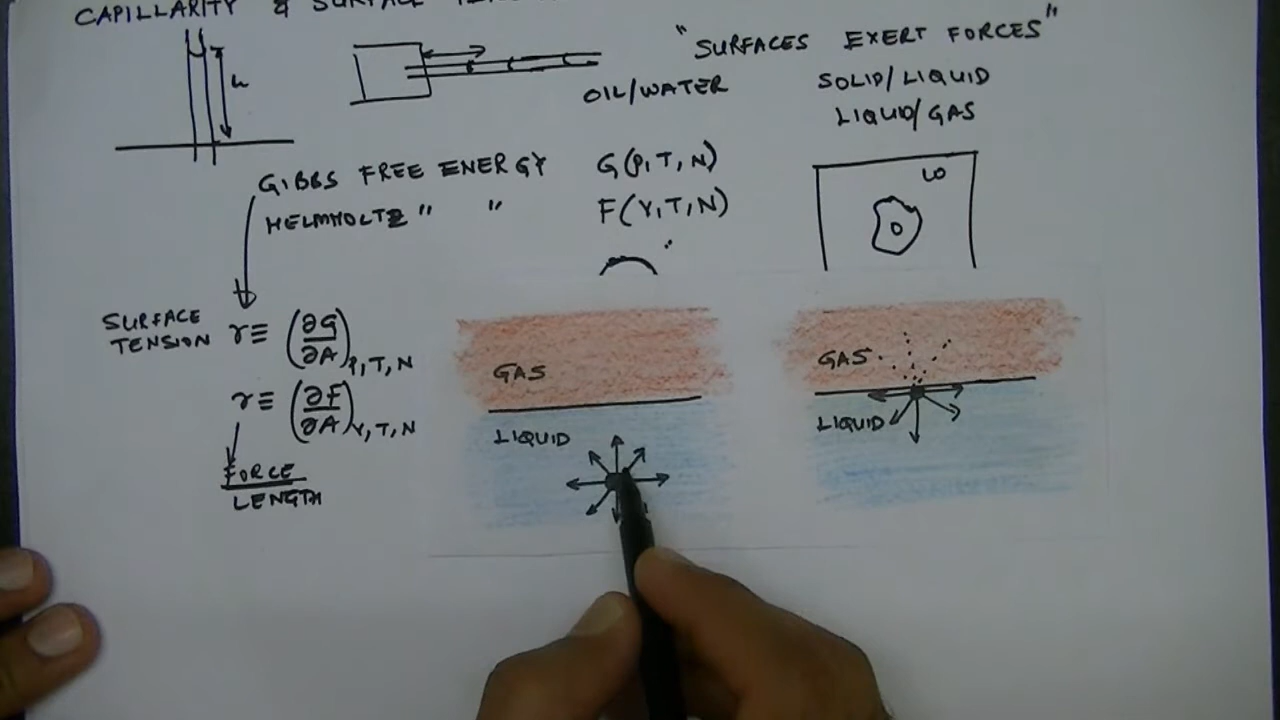 CAPILLARITY & SURFACE
h
"SURFACES EXERT FORCES"
OIL/WATER
SOLID/LIQUID
LIQUID/GAS
GIBBS FREE ENERGY G(P,T,N)
HELMHOLTZ " " F(V,T,N)
SURFACE
TENSION γ≡ (∂G/∂A)P,T,N
γ≡ (∂F/∂A)V,T,N
FORCE
LENGTH
GAS
LIQUID
GAS
LIQUID